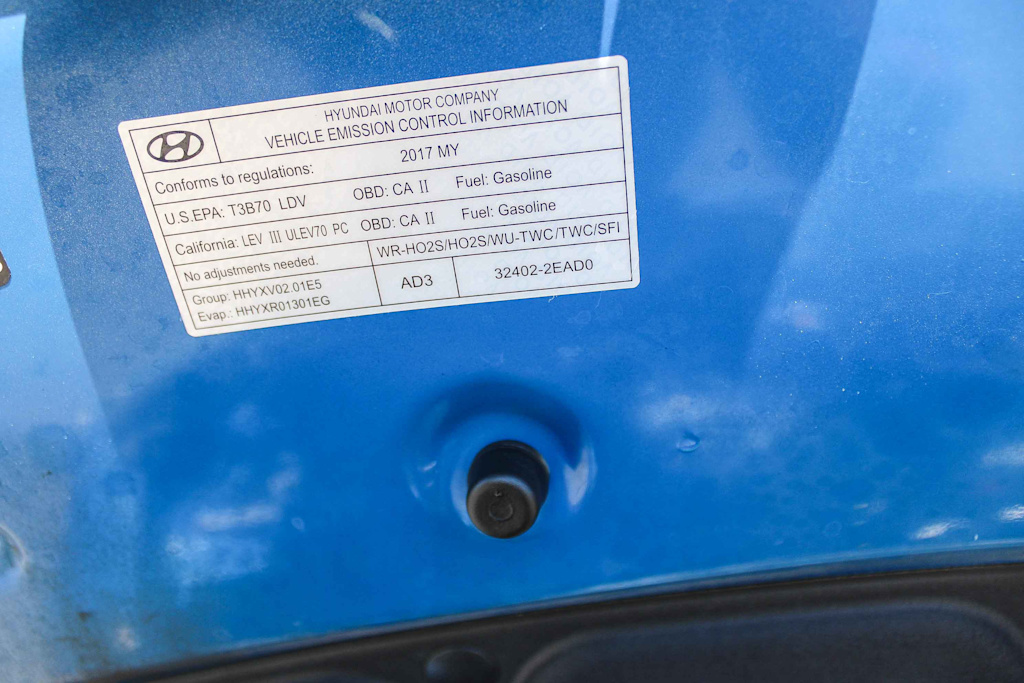 HYUNDAI MOTOR COMPANY
VEHICLE EMISSION CONTROL INFORMATION
Conforms to regulations: 2017 MY
U.S.EPA: T3B70 LDV OBD: CA II Fuel: Gasoline
California: LEV III ULEV70 PC OBD: CA II Fuel: Gasoline
No adjustments needed. WR-HO2S/HO2S/WU-TWC/TWC/SFI
Group: HHYXV02.01E5
Evap.: HHYXR01301EG
AD3
32402-2EAD0